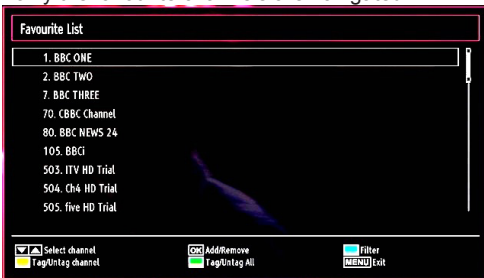 Favourite List
1. BBC ONE
2. BBC TWO
7. BBC THREE
70. CBBC Channel
80. BBC NEWS 24
105. BBCi
503. ITV HD Trial
504. Ch4 HD Trial
505. five HD Trial
Select channel OK Add/Remove Filter
Tag/Untag channel Tag/Untag All MENU Exit